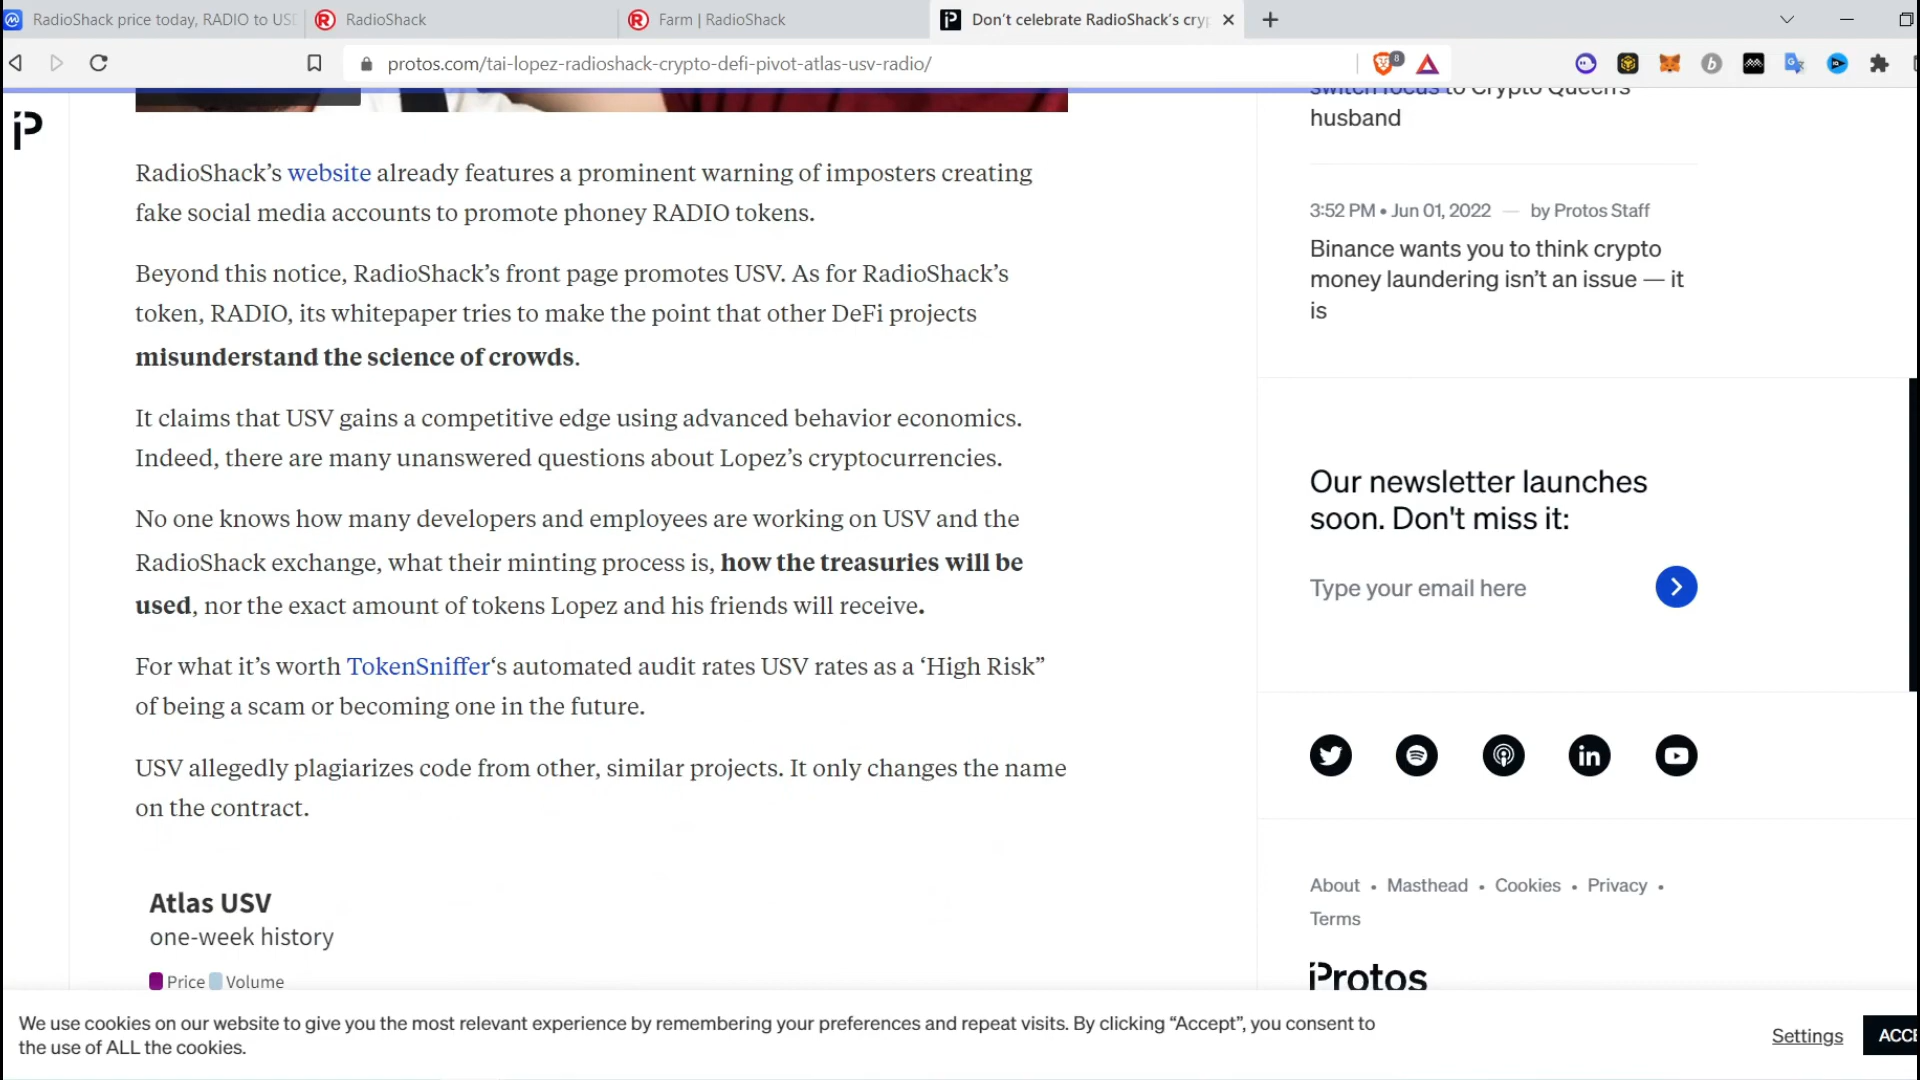 RadioShack price today, RADIO to US
RadioShack
Farm | RadioShack
Don't celebrate RadioShack's cry
protos.com/tai-lopez-radioshack-crypto-defi-pivot-atlas-usv-radio/
8
RadioShack's website already features a prominent warning of imposters creating
fake social media accounts to promote phoney RADIO tokens.
Beyond this notice, RadioShack's front page promotes USV. As for RadioShack's
token, RADIO, its whitepaper tries to make the point that other DeFi projects
misunderstand the science of crowds.
It claims that USV gains a competitive edge using advanced behavior economics.
Indeed, there are many unanswered questions about Lopez's cryptocurrencies.
No one knows how many developers and employees are working on USV and the
RadioShack exchange, what their minting process is, how the treasuries will be
used, nor the exact amount of tokens Lopez and his friends will receive.
For what it's worth TokenSniffer‘s automated audit rates USV rates as a ‘High Risk”
of being a scam or becoming one in the future.
USV allegedly plagiarizes code from other, similar projects. It only changes the name
on the contract.
Atlas USV
one-week history
Price Volume
switch focus to Crypto Queen's
husband
3:52 PM • Jun 01, 2022 — by Protos Staff
Binance wants you to think crypto
money laundering isn't an issue — it
is
Our newsletter launches
soon. Don't miss it:
Type your email here
About • Masthead • Cookies • Privacy •
Terms
Protos
We use cookies on our website to give you the most relevant experience by remembering your preferences and repeat visits. By clicking “Accept”, you consent to
the use of ALL the cookies.
Settings
ACCE